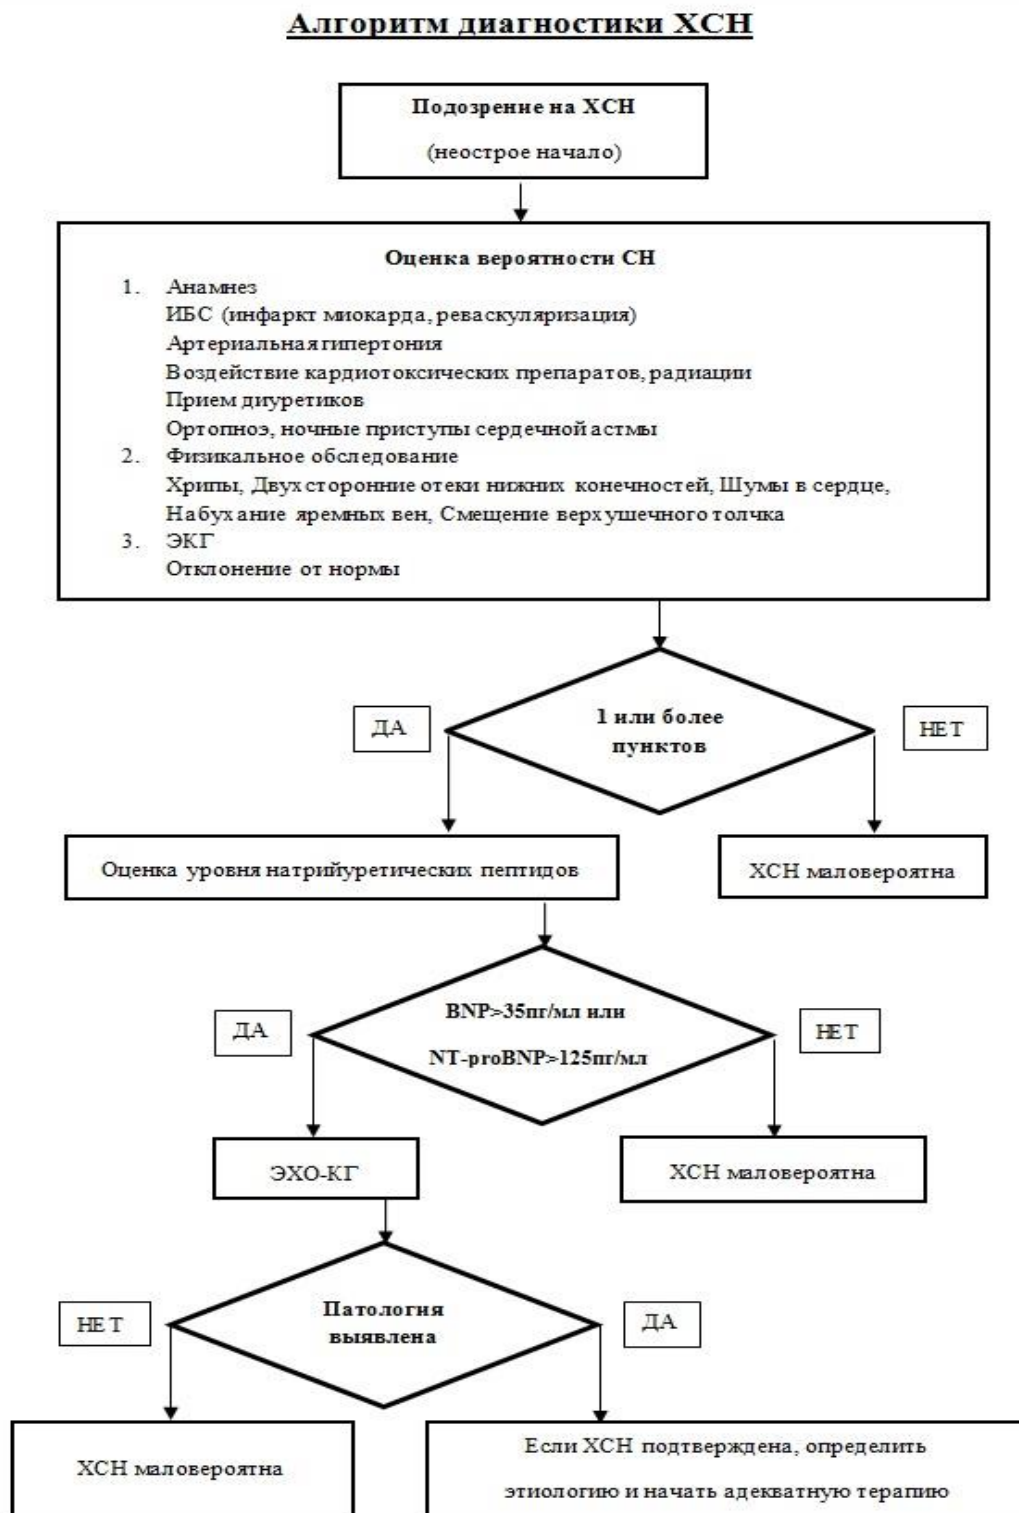 Алгоритм диагностики ХСН
Подозрение на ХСН
(неострое начало)
Оценка вероятности СН
1. Анамнез
ИБС (инфаркт миокарда, реваскуляризация)
Артериальная гипертония
Воздействие кардиотоксических препаратов, радиации
Прием диуретиков
Ортопноэ, ночные приступы сердечной астмы
2. Физикальное обследование
Хрипы, Двухсторонние отеки нижних конечностей, Шумы в сердце,
Набухание яремных вен, Смещение верхушечного толчка
3. ЭКГ
Отклонение от нормы
1 или более
пунктов
ДА
НЕТ
Оценка уровня натрийуретических пептидов
ХСН маловероятна
BNP>35пг/мл или
NT-proBNP>125пг/мл
ДА
НЕТ
ЭХО-КГ
ХСН маловероятна
Патология
выявлена
НЕТ
ДА
ХСН маловероятна
Если ХСН подтверждена, определить
этиологию и начать адекватную терапию